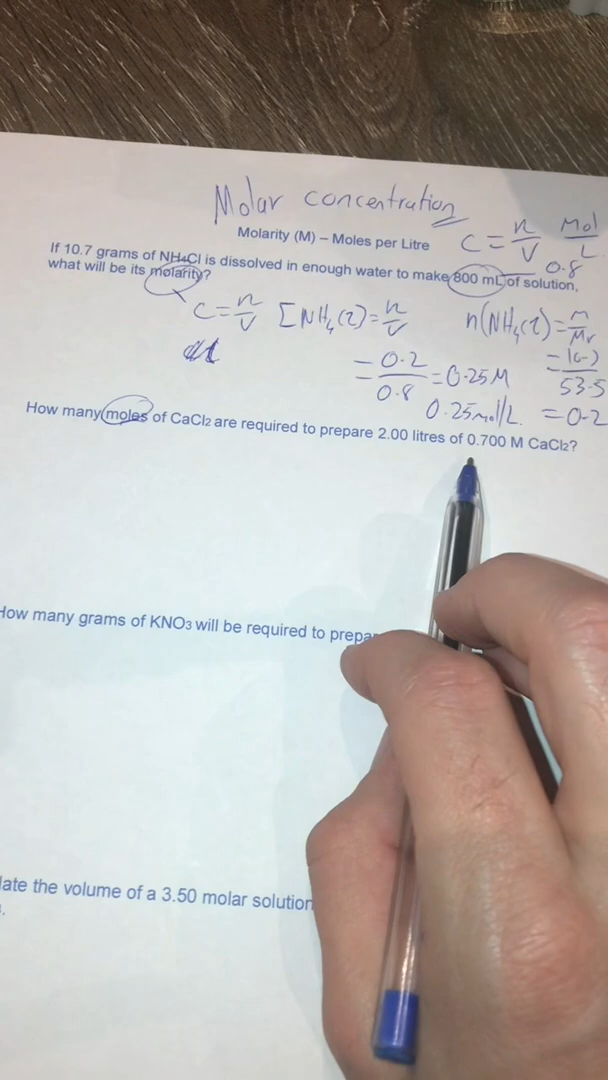 Molar concentration
Molarity (M) – Moles per Litre
C = n/V Mol/L
If 10.7 grams of NH4Cl is dissolved in enough water to make 800 mL of solution,
0.8
what will be its molarity?
C = n/V [NH4Cl] = n/V n(NH4Cl) = m/Mr
= 0.2/0.8 = 0.25M = 10.7/53.5
0.25mol/L. = 0.2
How many moles of CaCl2 are required to prepare 2.00 litres of 0.700 M CaCl2?
How many grams of KNO3 will be required to
late the volume of a 3.50 molar solution